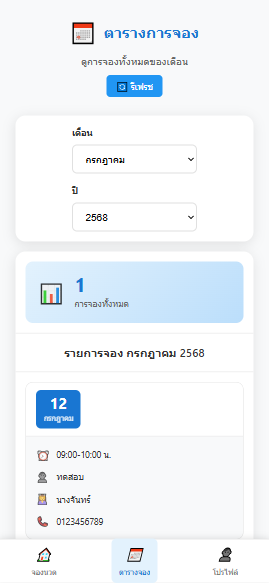 ตารางการจอง
ดูการจองทั้งหมดของเดือน
รีเฟรช
เดือน
กรกฎาคม
ปี
2568
1
การจองทั้งหมด
รายการจอง กรกฎาคม 2568
12
กรกฎาคม
09:00-10:00 น.
ทดสอบ
นางจันทร์
0123456789
จองนวด
ตารางจอง
โปรไฟล์